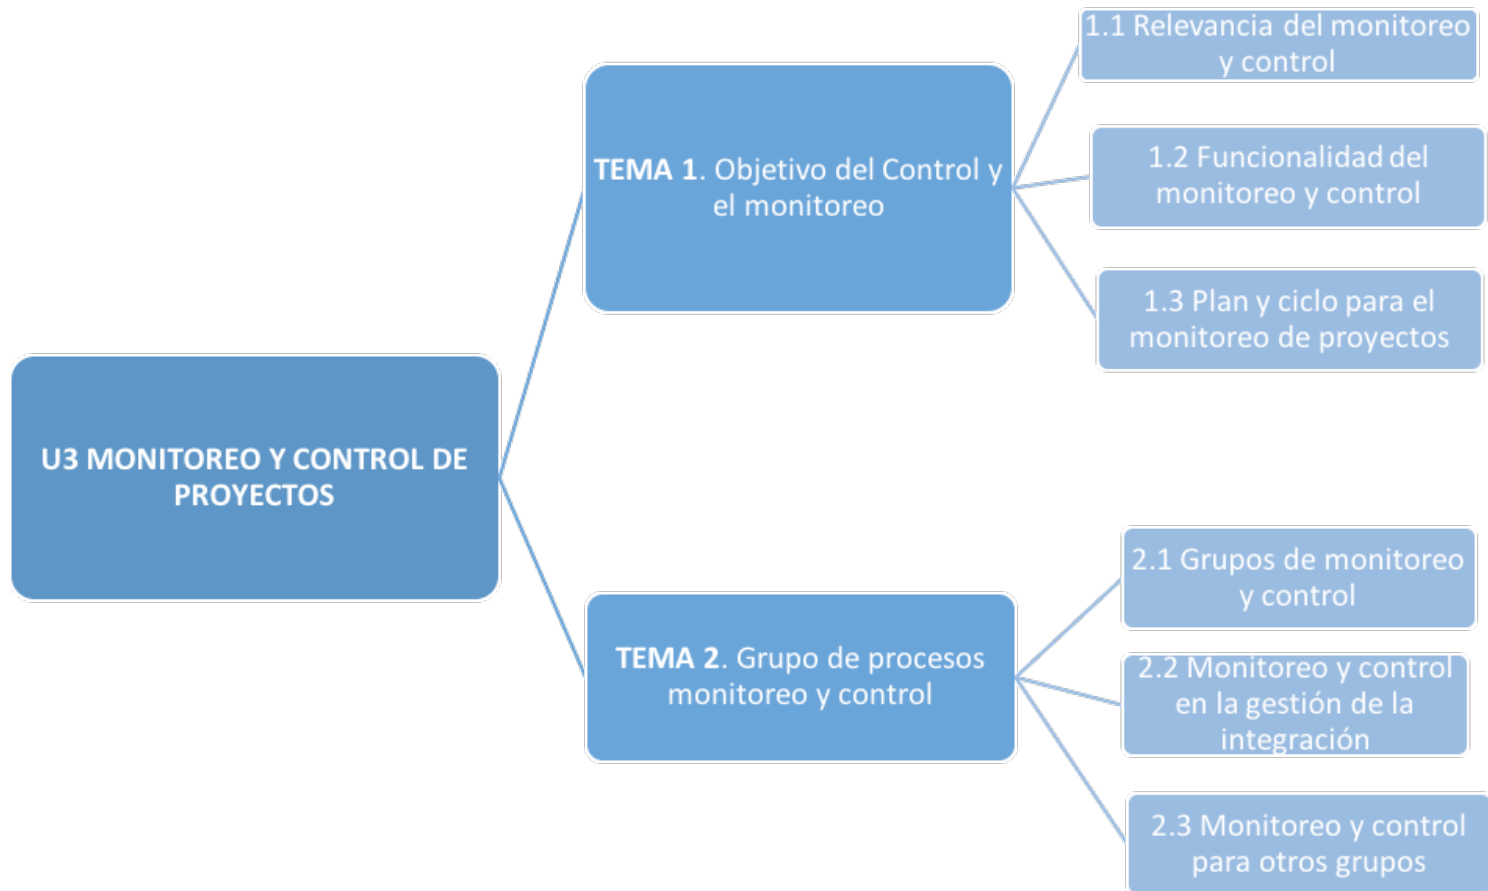 1.1 Relevancia del monitoreo
y control
TEMA 1. Objetivo del Control y
el monitoreo
1.2 Funcionalidad del
monitoreo y control
1.3 Plan y ciclo para el
monitoreo de proyectos
U3 MONITOREO Y CONTROL DE
PROYECTOS
TEMA 2. Grupo de procesos
monitoreo y control
2.1 Grupos de monitoreo
y control
2.2 Monitoreo y control
en la gestión de la
integración
2.3 Monitoreo y control
para otros grupos